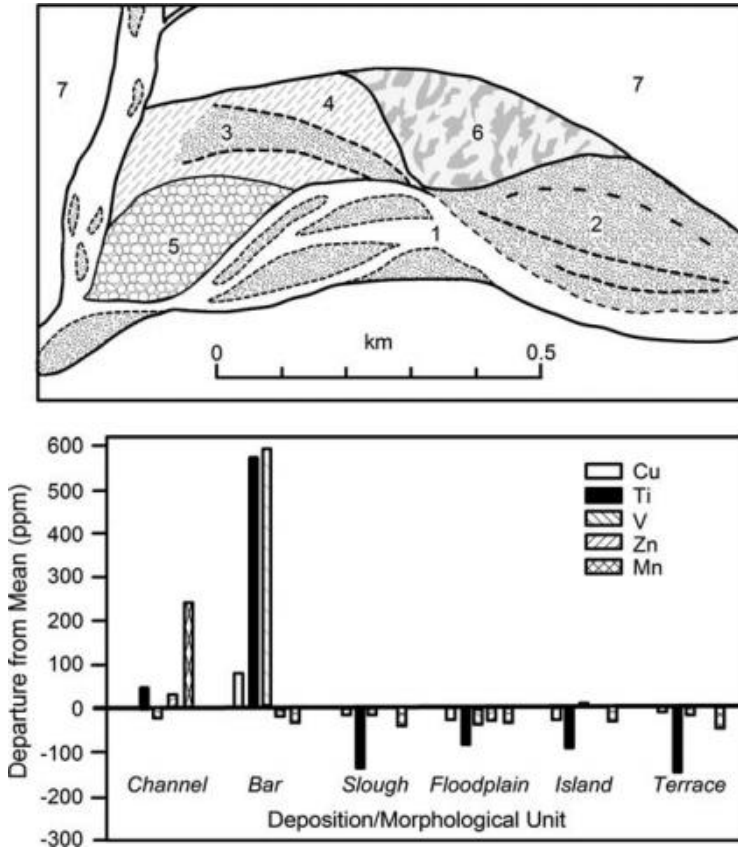 7
4
7
3
6
2
1
5
km
0
0.5
600
500
400
300
200
100
0
-100
-200
-300
Departure from Mean (ppm)
Cu
Ti
V
Zn
Mn
Channel Bar Slough Floodplain Island Terrace
Deposition/Morphological Unit